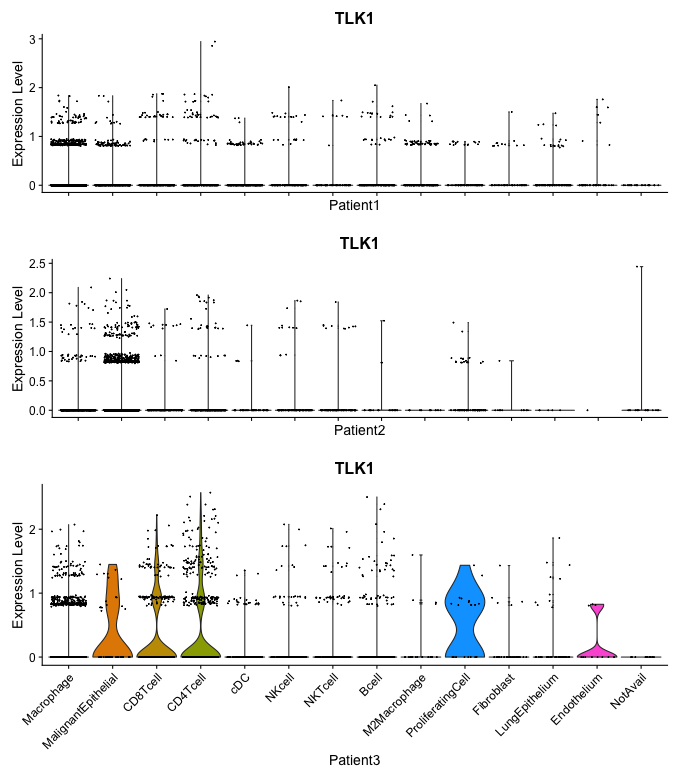 TLK1
3
2
1
0
Expression Level
Patient1
TLK1
2.5
2.0
1.5
1.0
0.5
0.0
Expression Level
Patient2
TLK1
2
1
0
Expression Level
Macrophage
MalignantEpithelial
CD8Tcell
CD4Tcell
cDC
NKcell
NKTcell
Bcell
M2Macrophage
ProliferatingCell
Fibroblast
LungEpithelium
Endothelium
NotAvail
Patient3